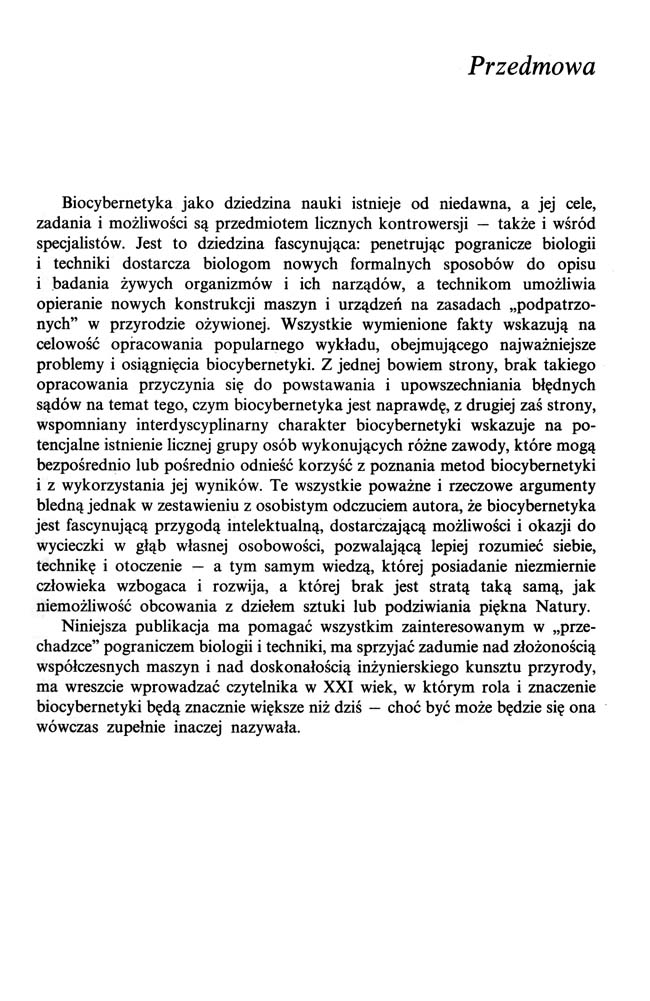 Przedmowa
Biocybernetyka jako dziedzina nauki istnieje od niedawna, a jej cele,
zadania i możliwości są przedmiotem licznych kontrowersji — także i wśród
specjalistów. Jest to dziedzina fascynująca: penetrując pogranicze biologii
i techniki dostarcza biologom nowych formalnych sposobów do opisu
i badania żywych organizmów i ich narządów, a technikom umożliwia
opieranie nowych konstrukcji maszyn i urządzeń na zasadach „podpatrzo-
nych” w przyrodzie ożywionej. Wszystkie wymienione fakty wskazują na
celowość opracowania popularnego wykładu, obejmującego najważniejsze
problemy i osiągnięcia biocybernetyki. Z jednej bowiem strony, brak takiego
opracowania przyczynia się do powstawania i upowszechniania błędnych
sądów na temat tego, czym biocybernetyka jest naprawdę, z drugiej zaś strony,
wspomniany interdyscyplinarny charakter biocybernetyki wskazuje na po-
tencjalne istnienie licznej grupy osób wykonujących różne zawody, które mogą
bezpośrednio lub pośrednio odnieść korzyść z poznania metod biocybernetyki
i z wykorzystania jej wyników. Te wszystkie poważne i rzeczowe argumenty
bledną jednak w zestawieniu z osobistym odczuciem autora, że biocybernetyka
jest fascynującą przygodą intelektualną, dostarczającą możliwości i okazji do
wycieczki w głąb własnej osobowości, pozwalającą lepiej rozumieć siebie,
technikę i otoczenie — a tym samym wiedzą, której posiadanie niezmiernie
człowieka wzbogaca i rozwija, a której brak jest stratą taką samą, jak
niemożliwość obcowania z dziełem sztuki lub podziwiania piękna Natury.
Niniejsza publikacja ma pomagać wszystkim zainteresowanym w „prze-
chadzce” pograniczem biologii i techniki, ma sprzyjać zadumie nad złożonością
współczesnych maszyn i nad doskonałością inżynierskiego kunsztu przyrody,
ma wreszcie wprowadzać czytelnika w XXI wiek, w którym rola i znaczenie
biocybernetyki będą znacznie większe niż dziś — choć być może będzie się ona
wówczas zupełnie inaczej nazywała.